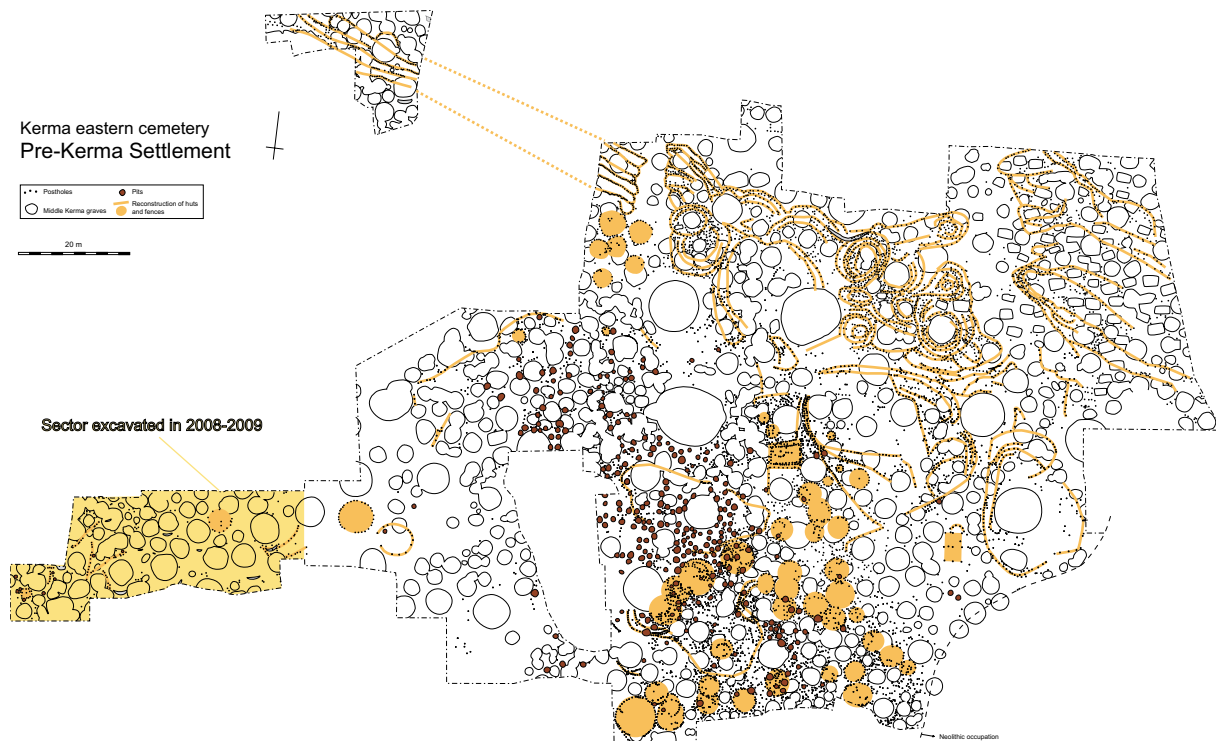 Kerma eastern cemetery
Pre-Kerma Settlement
Postholes
Pits
Middle Kerma graves
Reconstruction of huts
and fences
20 m
Sector excavated in 2008-2009
Neolithic occupation